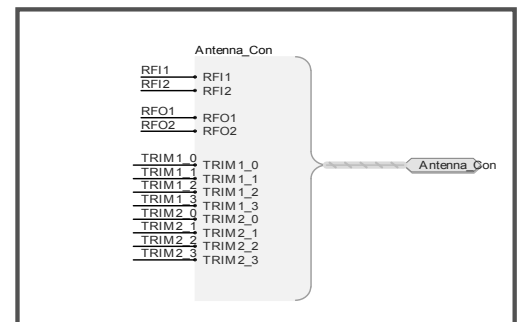 Antenna_Con
RFI1 RFI1
RFI2 RFI2
RFO1 RFO1
RFO2 RFO2
TRIM1_0 TRIM1_0
TRIM1_1 TRIM1_1
TRIM1_2 TRIM1_2
TRIM1_3 TRIM1_3
TRIM2_0 TRIM2_0
TRIM2_1 TRIM2_1
TRIM2_2 TRIM2_2
TRIM2_3 TRIM2_3
Antenna_Con